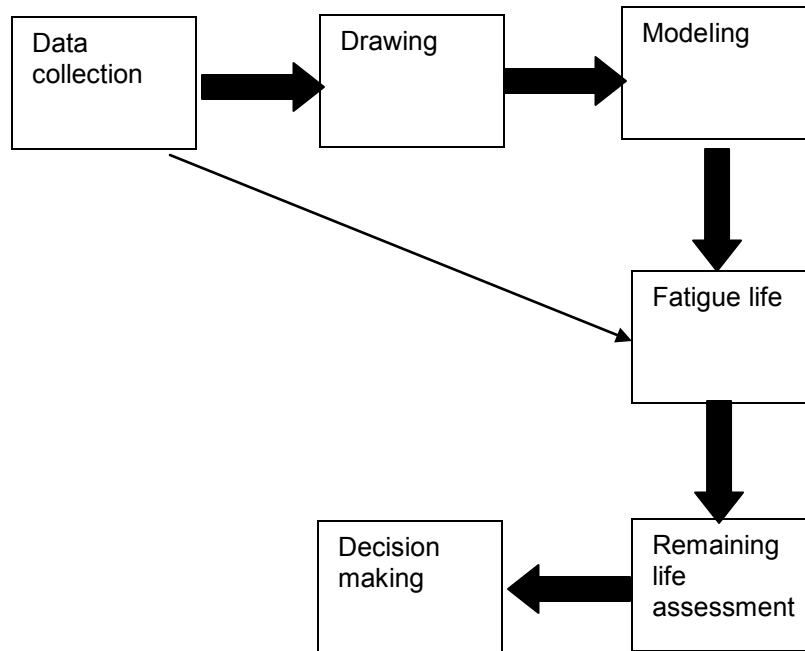 Data
collection
Drawing
Modeling
Fatigue life
Remaining
life
assessment
Decision
making